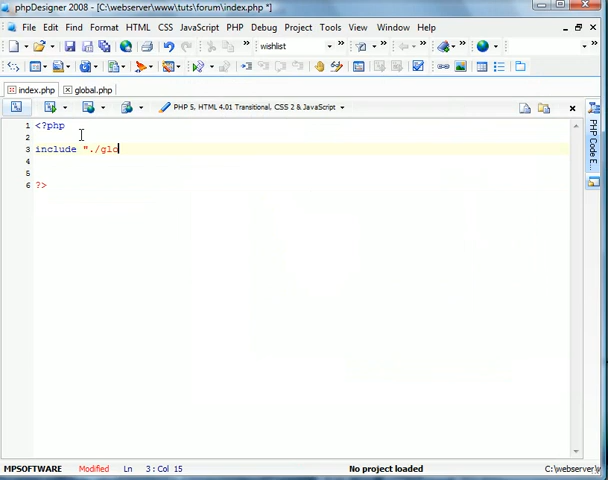 phpDesigner 2008 - [C:\webserver\www\tuts\forum\index.php *]
File Edit Find Format HTML CSS JavaScript PHP Debug Project Tools View Window Help
wishlist
index.php global.php
PHP 5, HTML 4.01 Transitional, CSS 2 & JavaScript
1 <?php
2
3 include "./glo
4
5
6 ?>
PHP Code E
MPSOFTWARE Modified Ln 3 : Col 15 No project loaded C:\webserver\w